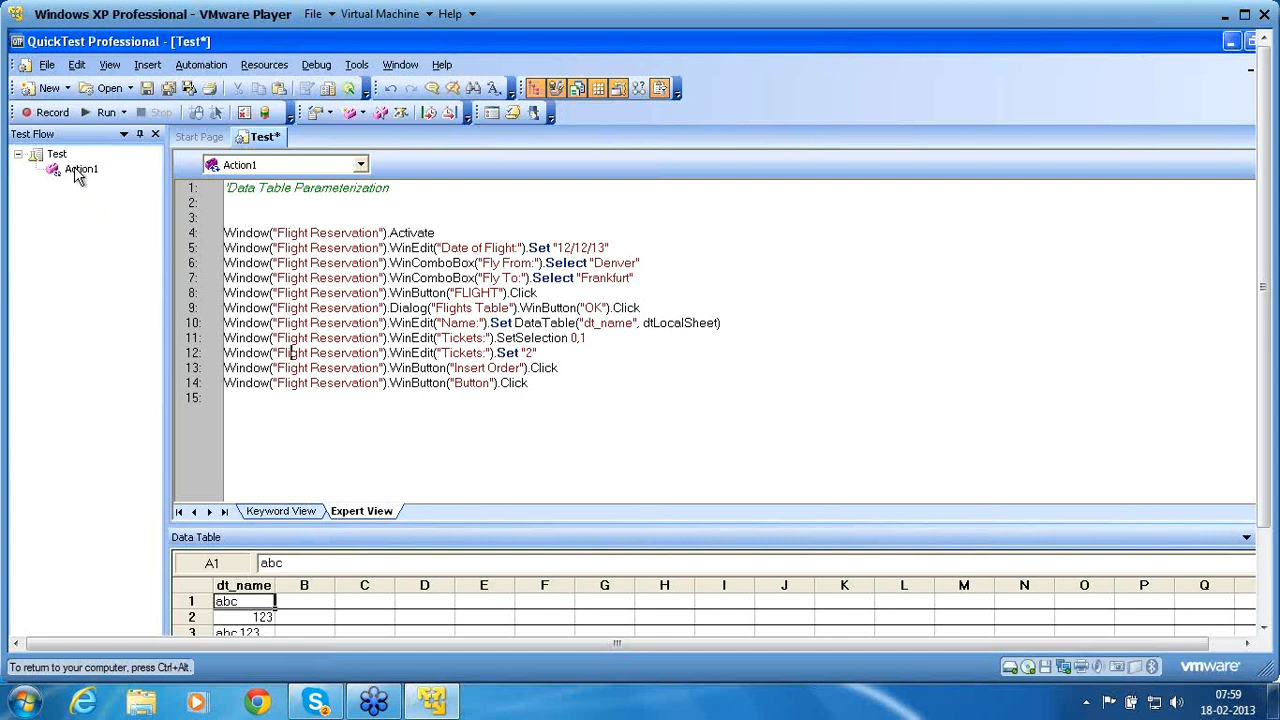 Windows XP Professional - VMware Player File Virtual Machine Help
QuickTest Professional - [Test*]
File Edit View Insert Automation Resources Debug Tools Window Help
New Open
Record Run Stop
Test Flow
Start Page Test*
Test
Action1
Action1
1: 'Data Table Parameterization
2:
3:
4: Window("Flight Reservation").Activate
5: Window("Flight Reservation").WinEdit("Date of Flight:").Set "12/12/13"
6: Window("Flight Reservation").WinComboBox("Fly From:").Select "Denver"
7: Window("Flight Reservation").WinComboBox("Fly To:").Select "Frankfurt"
8: Window("Flight Reservation").WinButton("FLIGHT").Click
9: Window("Flight Reservation").Dialog("Flights Table").WinButton("OK").Click
10: Window("Flight Reservation").WinEdit("Name:").Set DataTable("dt_name", dtLocalSheet)
11: Window("Flight Reservation").WinEdit("Tickets:").SetSelection 0,1
12: Window("Flight Reservation").WinEdit("Tickets:").Set "2"
13: Window("Flight Reservation").WinButton("Insert Order").Click
14: Window("Flight Reservation").WinButton("Button").Click
15:
Keyword View Expert View
Data Table
A1 abc
dt_name B C D E F G H I J K L M N O P Q
1 abc
2 123
3 abc 123
To return to your computer, press Ctrl+Alt.
vmware
07:59
18-02-2013